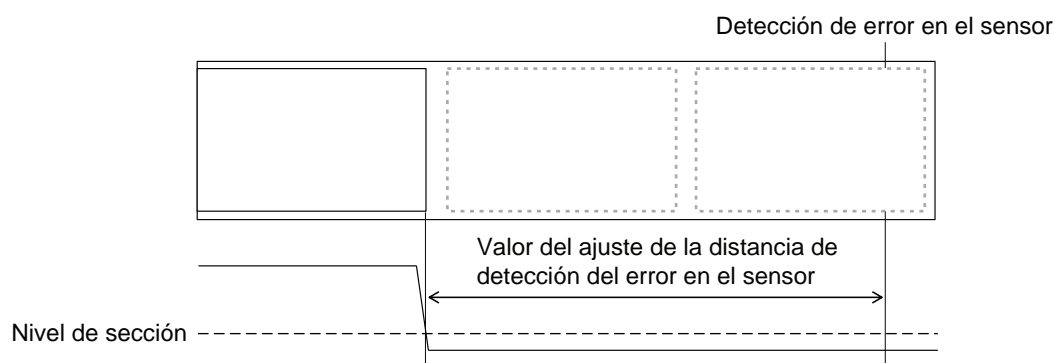 Detección de error en el sensor
Valor del ajuste de la distancia de
detección del error en el sensor
Nivel de sección